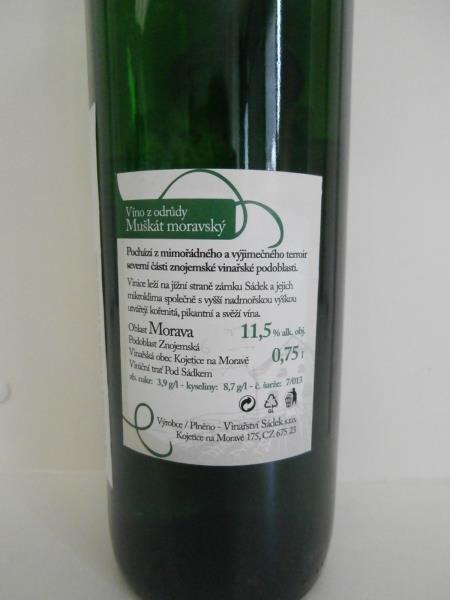 Víno z odrůdy
Muškát moravský
Pochází z mimořádného a výjimečného terroir
severní části znojemské vinařské podoblasti.
Vinice leží na jižní straně zámku Sádek a jejich
mikroklima společně s vyšší nadmořskou výškou
utvářejí kořenitá, pikantní a svěží vína.
Oblast Morava 11,5 % alk. obj.
Podoblast Znojemská
Vinařská obec Kojetice na Moravě 0,75 l
Viniční trať Pod Sádkem
zb. cukr: 3,9 g/l - kyseliny: 8,7 g/l - č. šarže: 7/013
Výrobce / Plněno - Vinařství Sádek s.r.o.
Kojetice na Moravě 175, CZ 675 23